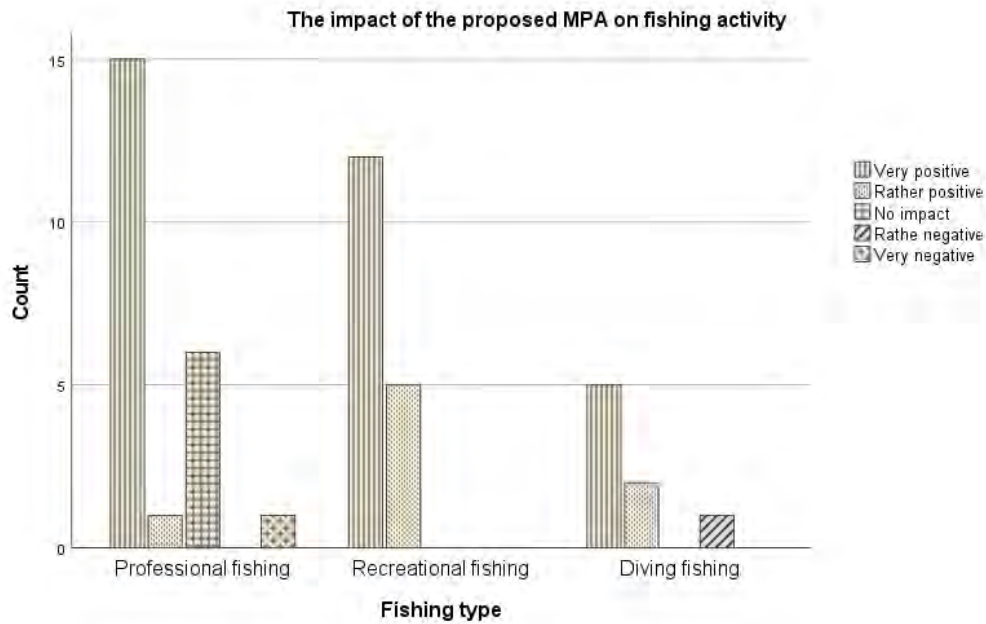 The impact of the proposed MPA on fishing activity
15
10
5
0
Count
Professional fishing
Recreational fishing
Diving fishing
Fishing type
Very positive
Rather positive
No impact
Rathe negative
Very negative